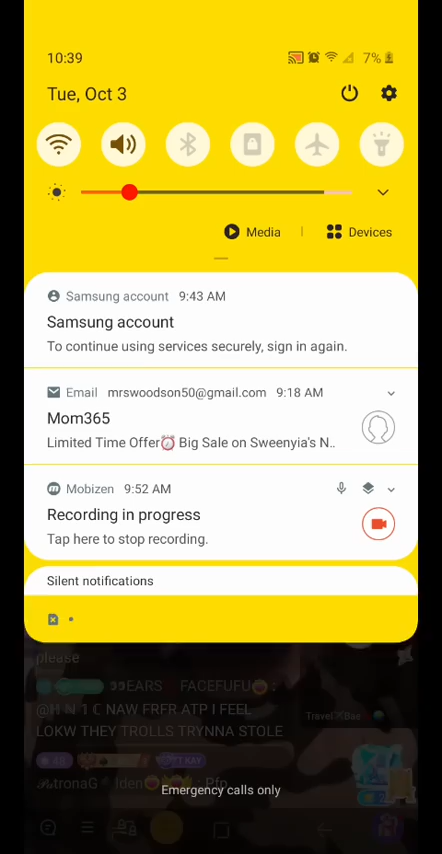 10:39 7%
Tue, Oct 3
Media | Devices
Samsung account 9:43 AM
Samsung account
To continue using services securely, sign in again.
Email mrswoodson50@gmail.com 9:18 AM
Mom365
Limited Time Offer⏰ Big Sale on Sweenyia's N..
Mobizen 9:52 AM
Recording in progress
Tap here to stop recording.
Silent notifications
please
EARS FACEFUFU :
NAW FRFR ATP I FEEL
LOKW THEY TROLLS TRYNNA STOLE
Travel Bae
KAY
Emergency calls only